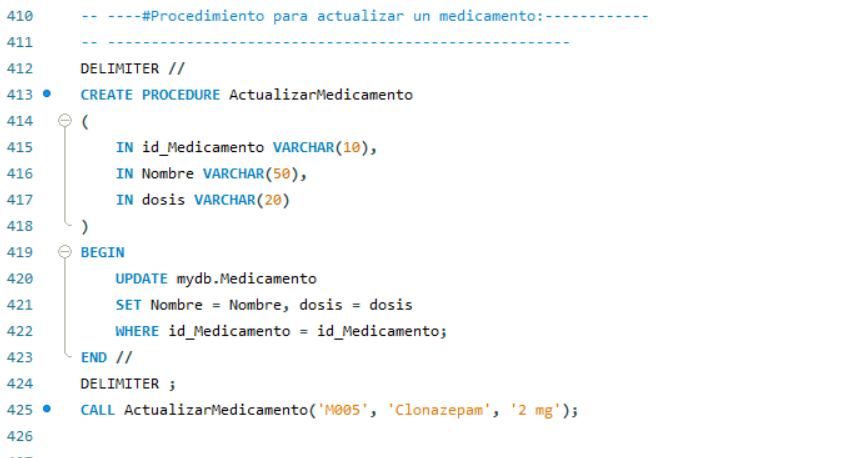 410 -- ----#Procedimiento para actualizar un medicamento:------------
411 -- -----------------------------------------------------
412 DELIMITER //
413 CREATE PROCEDURE ActualizarMedicamento
414 (
415 IN id_Medicamento VARCHAR(10),
416 IN Nombre VARCHAR(50),
417 IN dosis VARCHAR(20)
418 )
419 BEGIN
420 UPDATE mydb.Medicamento
421 SET Nombre = Nombre, dosis = dosis
422 WHERE id_Medicamento = id_Medicamento;
423 END //
424 DELIMITER ;
425 CALL ActualizarMedicamento('M005', 'Clonazepam', '2 mg');
426